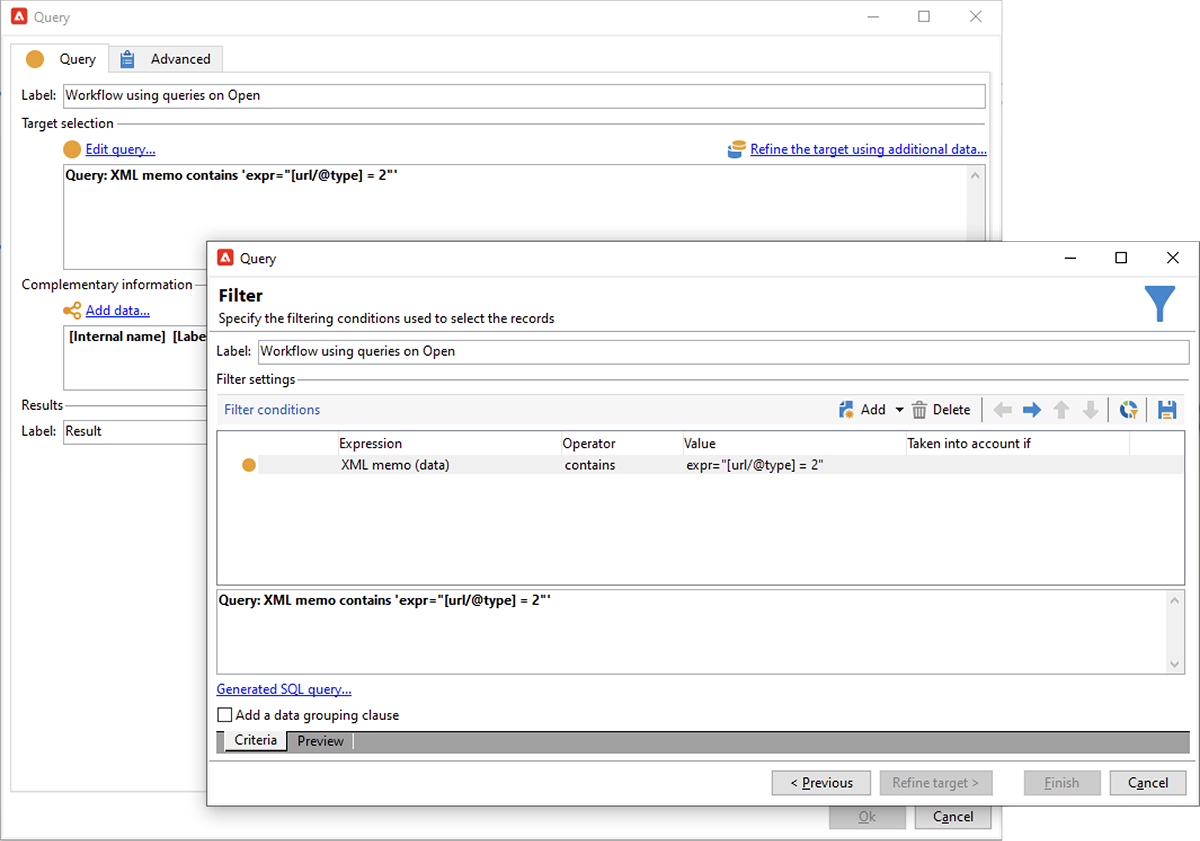 Query
Query Advanced
Label: Workflow using queries on Open
Target selection
Edit query... Refine the target using additional data...
Query: XML memo contains 'expr="[url/@type] = 2"'
Complementary information
Add data...
[Internal name] [Labe
Results
Label: Result
Ok Cancel
Query
Filter
Specify the filtering conditions used to select the records
Label: Workflow using queries on Open
Filter settings
Filter conditions Add Delete
Expression Operator Value Taken into account if
XML memo (data) contains expr="[url/@type] = 2"
Query: XML memo contains 'expr="[url/@type] = 2"'
Generated SQL query...
Add a data grouping clause
Criteria Preview
< Previous Refine target > Finish Cancel